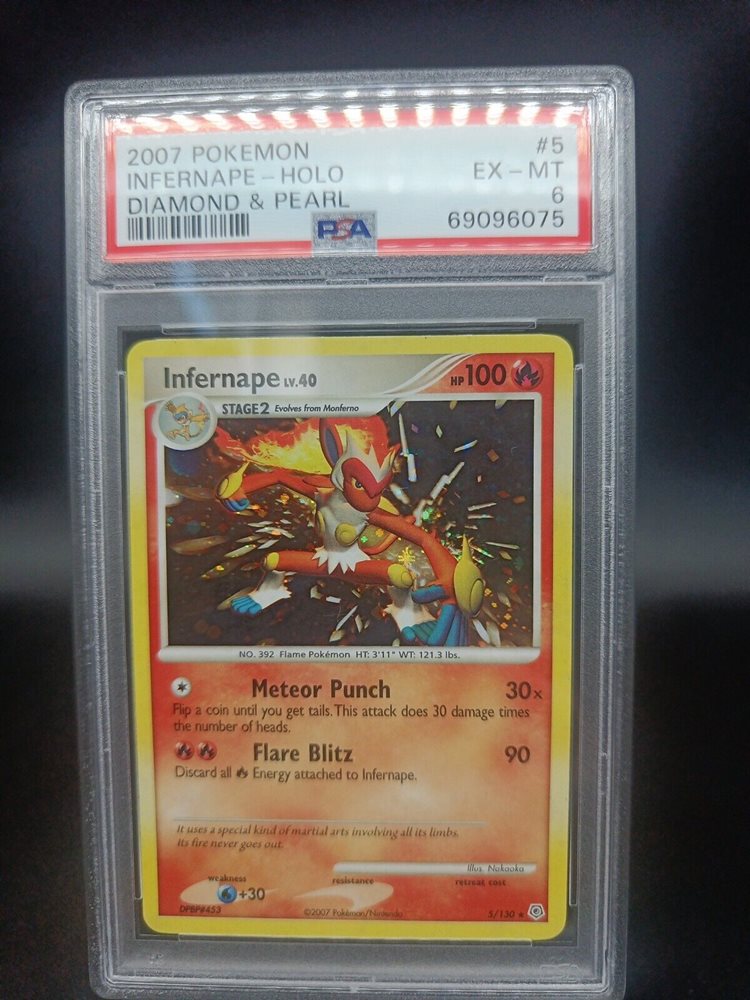 2007 POKEMON #5
INFERNAPE - HOLO EX - MT
DIAMOND & PEARL 6
PSA 69096075
Infernape LV.40 HP 100
STAGE2 Evolves from Monferno
NO. 392 Flame Pokémon HT: 3'11" WT: 121.3 lbs.
Meteor Punch 30x
Flip a coin until you get tails. This attack does 30 damage times
the number of heads.
Flare Blitz 90
Discard all Energy attached to Infernape.
It uses a special kind of martial arts involving all its limbs.
Its fire never goes out.
Illus. Nakaoka
weakness resistance retreat cost
+30
DPBP#453 ©2007 Pokémon/Nintendo 5/130 ★